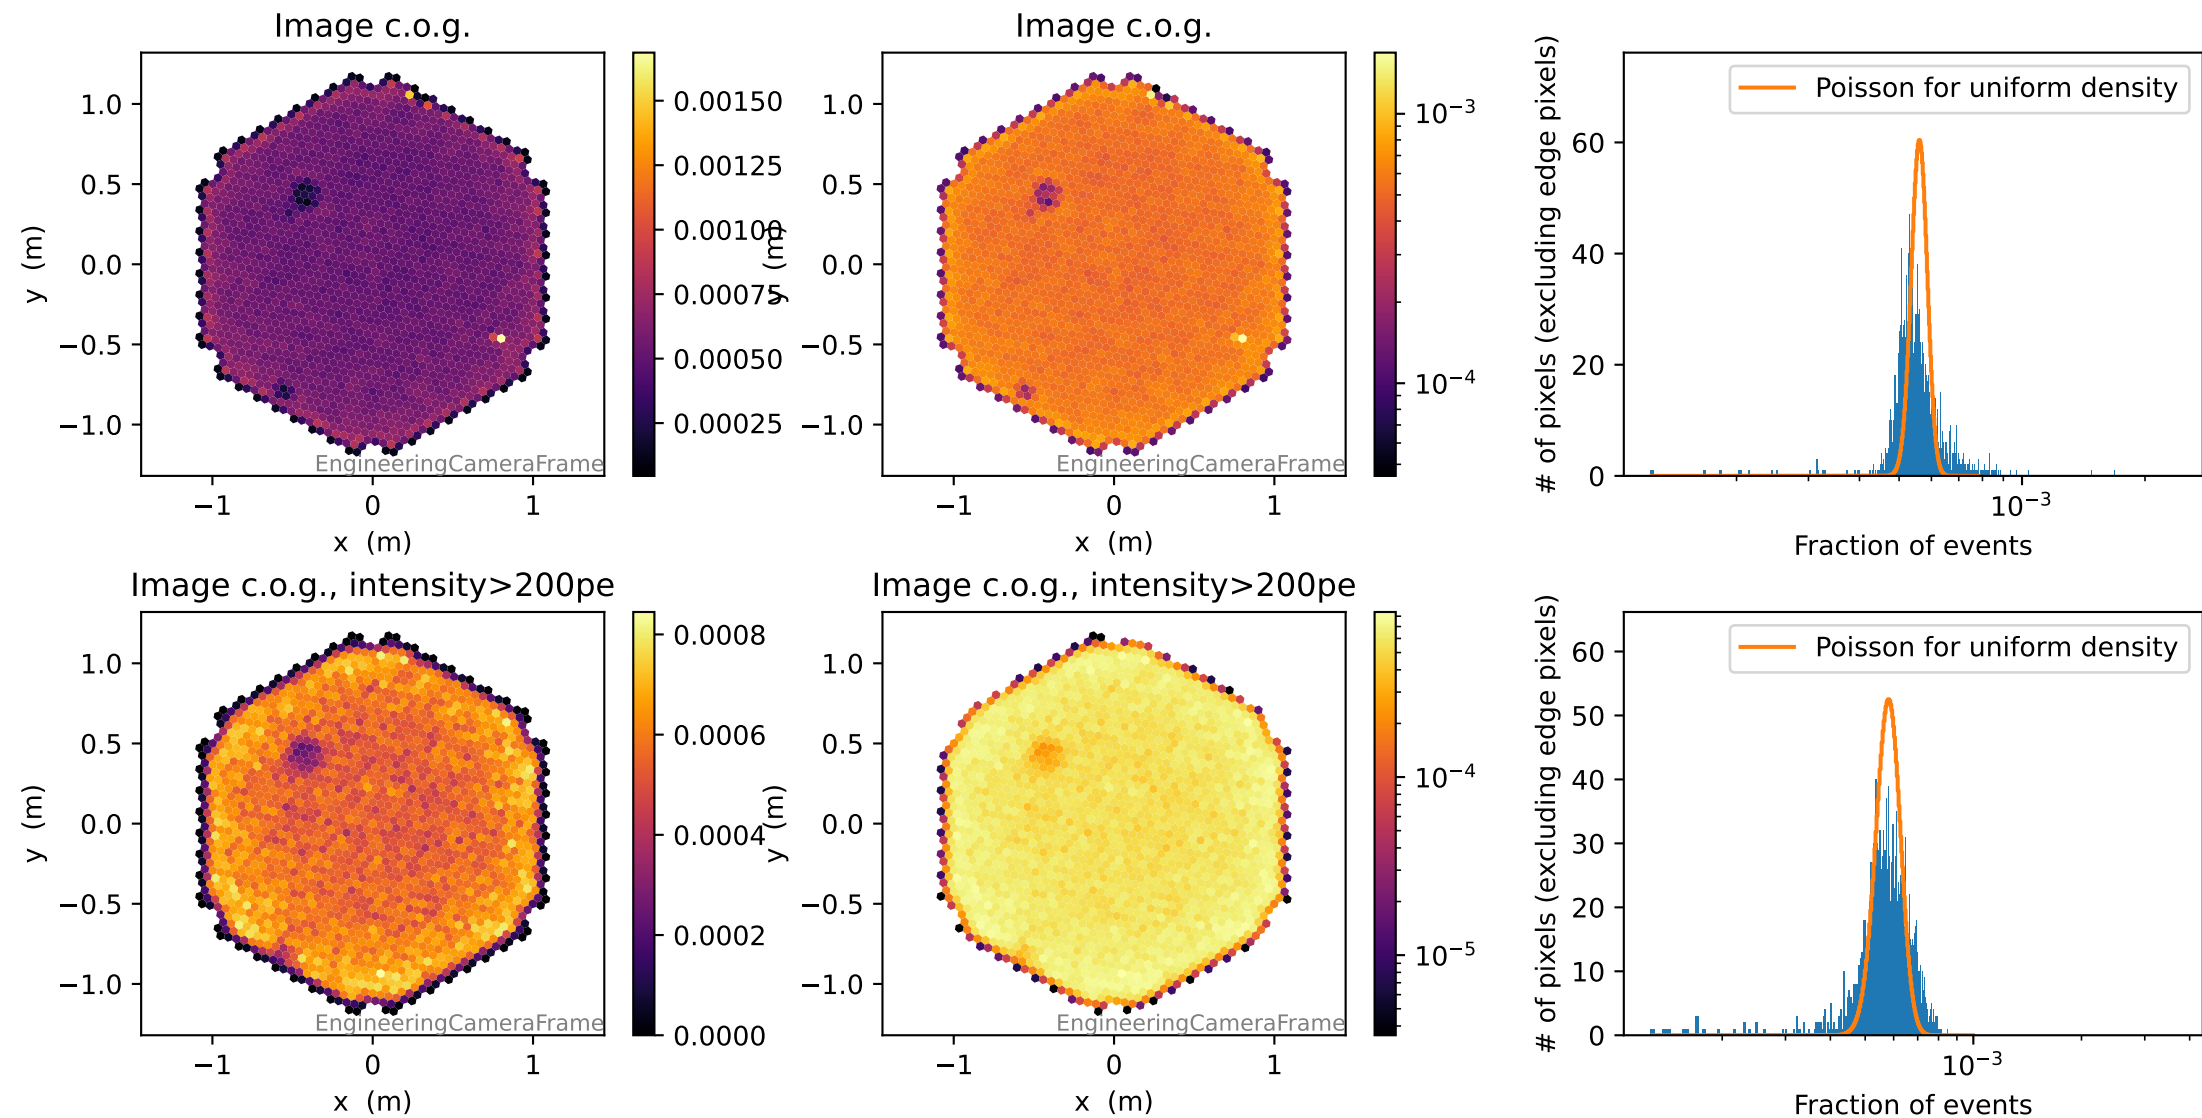 Image c.o.g.
1.0
0.5
0.0
−0.5
−1.0
y (m)
−1
0
1
x (m)
EngineeringCameraFrame
0.00150
0.00125
0.00100
0.00075
0.00050
0.00025
Image c.o.g.
1.0
0.5
0.0
−0.5
−1.0
y (m)
−1
0
1
x (m)
EngineeringCameraFrame
10⁻³
10⁻⁴
Poisson for uniform density
# of pixels (excluding edge pixels)
60
40
20
0
10⁻³
Fraction of events
Image c.o.g., intensity>200pe
1.0
0.5
0.0
−0.5
−1.0
y (m)
−1
0
1
x (m)
EngineeringCameraFrame
0.0008
0.0006
0.0004
0.0002
0.0000
Image c.o.g., intensity>200pe
1.0
0.5
0.0
−0.5
−1.0
y (m)
−1
0
1
x (m)
EngineeringCameraFrame
10⁻⁴
10⁻⁵
Poisson for uniform density
# of pixels (excluding edge pixels)
60
50
40
30
20
10
0
10⁻³
Fraction of events